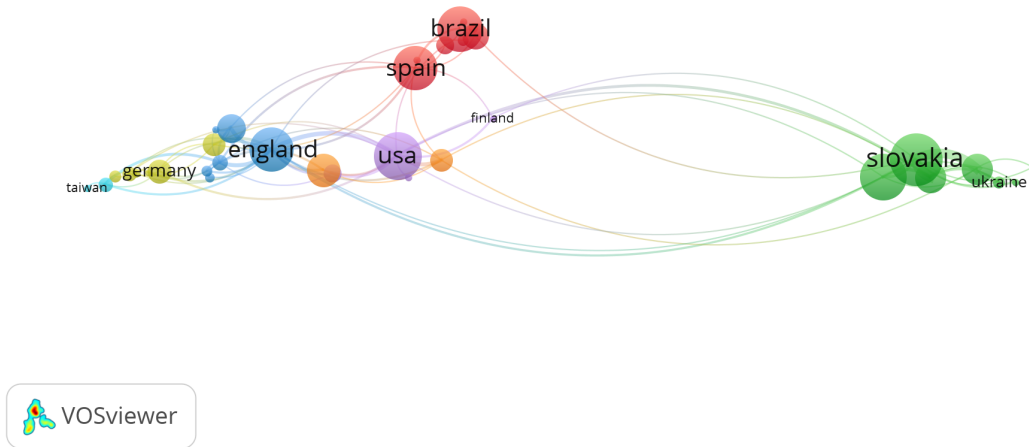 brazil
spain
finland
england
usa
slovakia
germany
ukraine
taiwan
VOSviewer